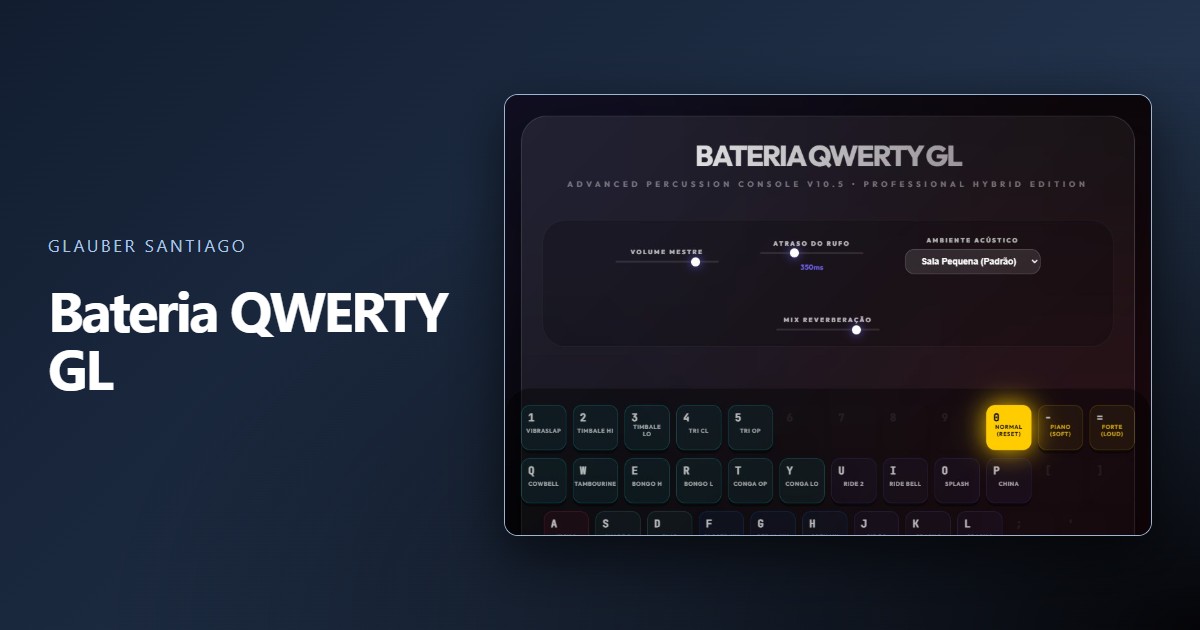 GLAUBER SANTIAGO
Bateria QWERTY
GL
BATERIA QWERTY GL
ADVANCED PERCUSSION CONSOLE V10.5 • PROFESSIONAL HYBRID EDITION
VOLUME MESTRE
ATRASO DO RUFO
350ms
AMBIENTE ACÚSTICO
Sala Pequena (Padrão)
MIX REVERBERAÇÃO
1 2 3 4 5 6 7 8 9 0 - =
VIBRASLAP TIMBALE HI TIMBALE LO TRI CL TRI OP NORMAL (RESET) PIANO (SOFT) FORTE (LOUD)
Q W E R T Y U I O P [ ]
COWBELL TAMBOURINE BONGO H BONGO L CONGA OP CONGA LO RIDE 2 RIDE BELL SPLASH CHINA
A S D F G H J K L ; '